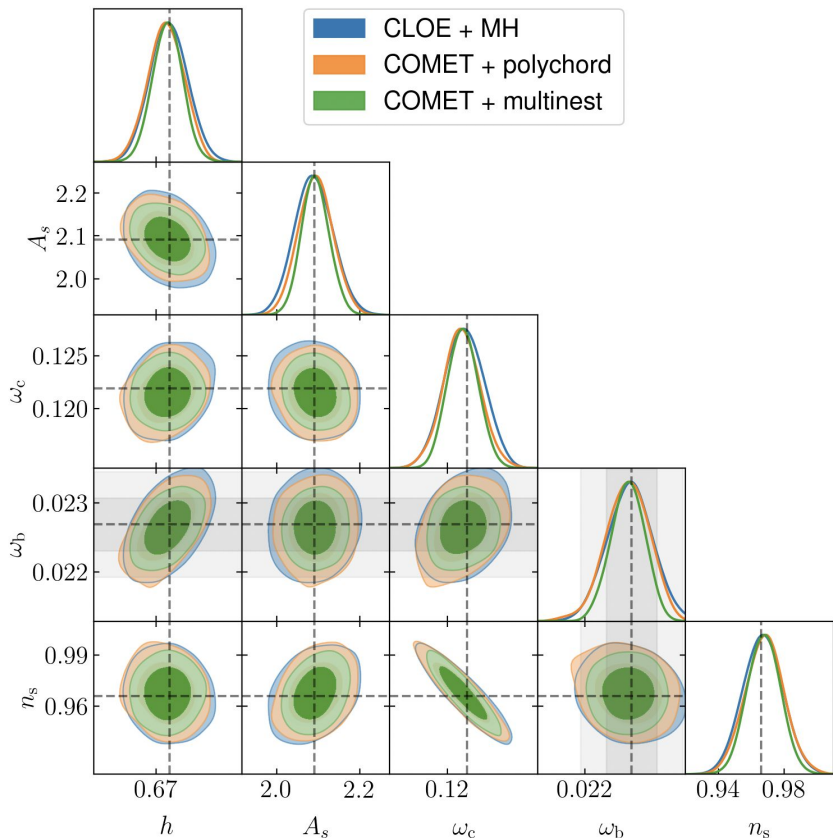 CLOE + MH
COMET + polychord
COMET + multinest
2.2
2.1
2.0
A_s
0.125
0.120
ω_c
0.023
0.022
ω_b
0.99
0.96
n_s
0.67 2.0 2.2 0.12 0.022 0.94 0.98
h A_s ω_c ω_b n_s